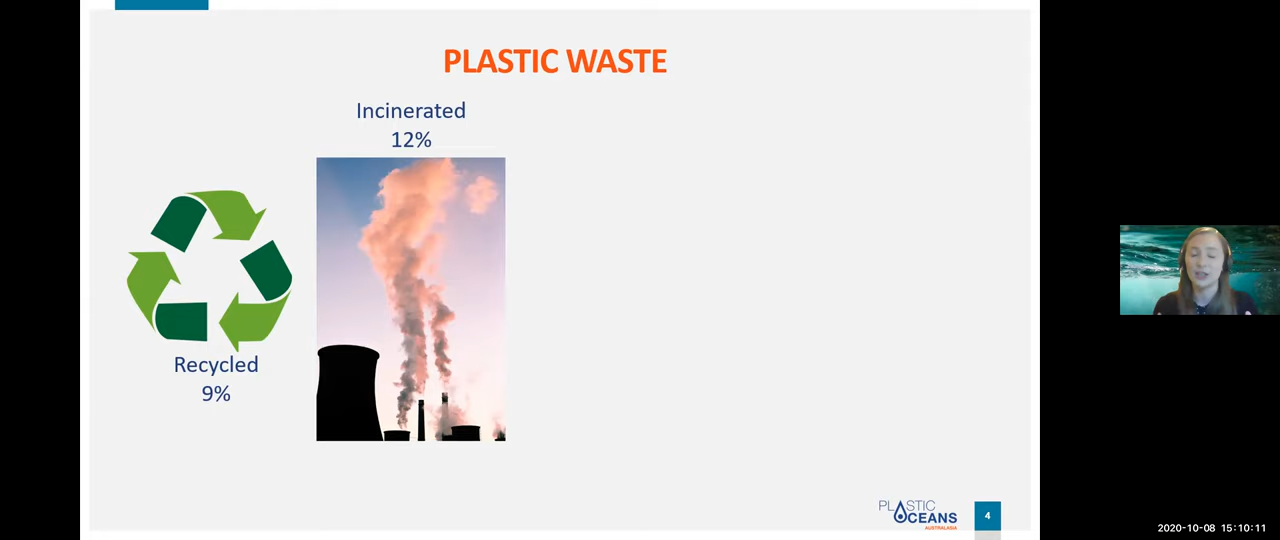 PLASTIC WASTE
Incinerated
12%
Recycled
9%
PLASTIC
OCEANS
AUSTRALASIA
4
2020-10-08 15:10:11